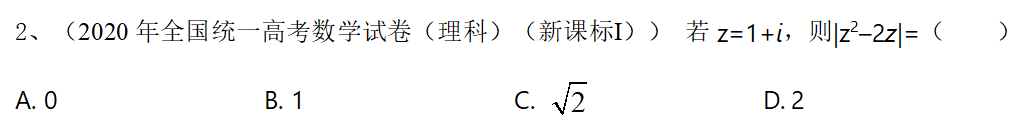 2、（2020 年全国统一高考数学试卷（理科）（新课标Ⅰ）） 若 z=1+i，则|z²–2z|=（  ）
A. 0 B. 1 C. √2 D. 2